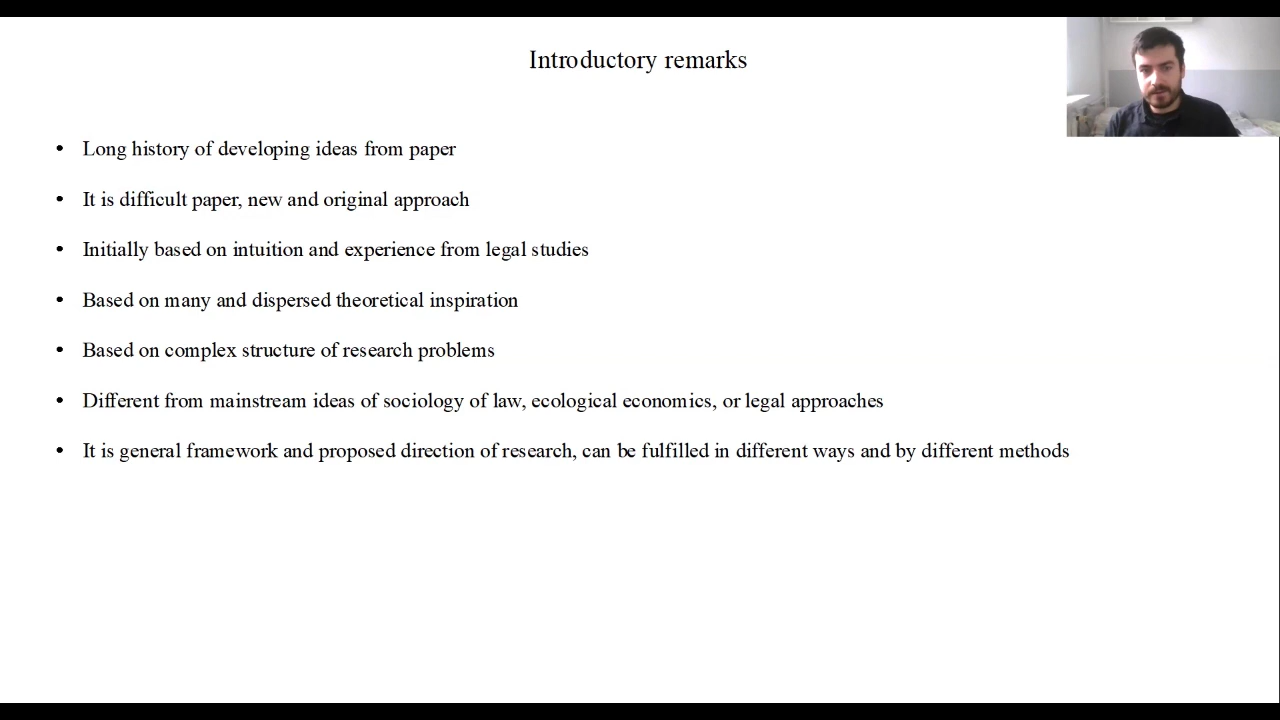 Introductory remarks
• Long history of developing ideas from paper
• It is difficult paper, new and original approach
• Initially based on intuition and experience from legal studies
• Based on many and dispersed theoretical inspiration
• Based on complex structure of research problems
• Different from mainstream ideas of sociology of law, ecological economics, or legal approaches
• It is general framework and proposed direction of research, can be fulfilled in different ways and by different methods